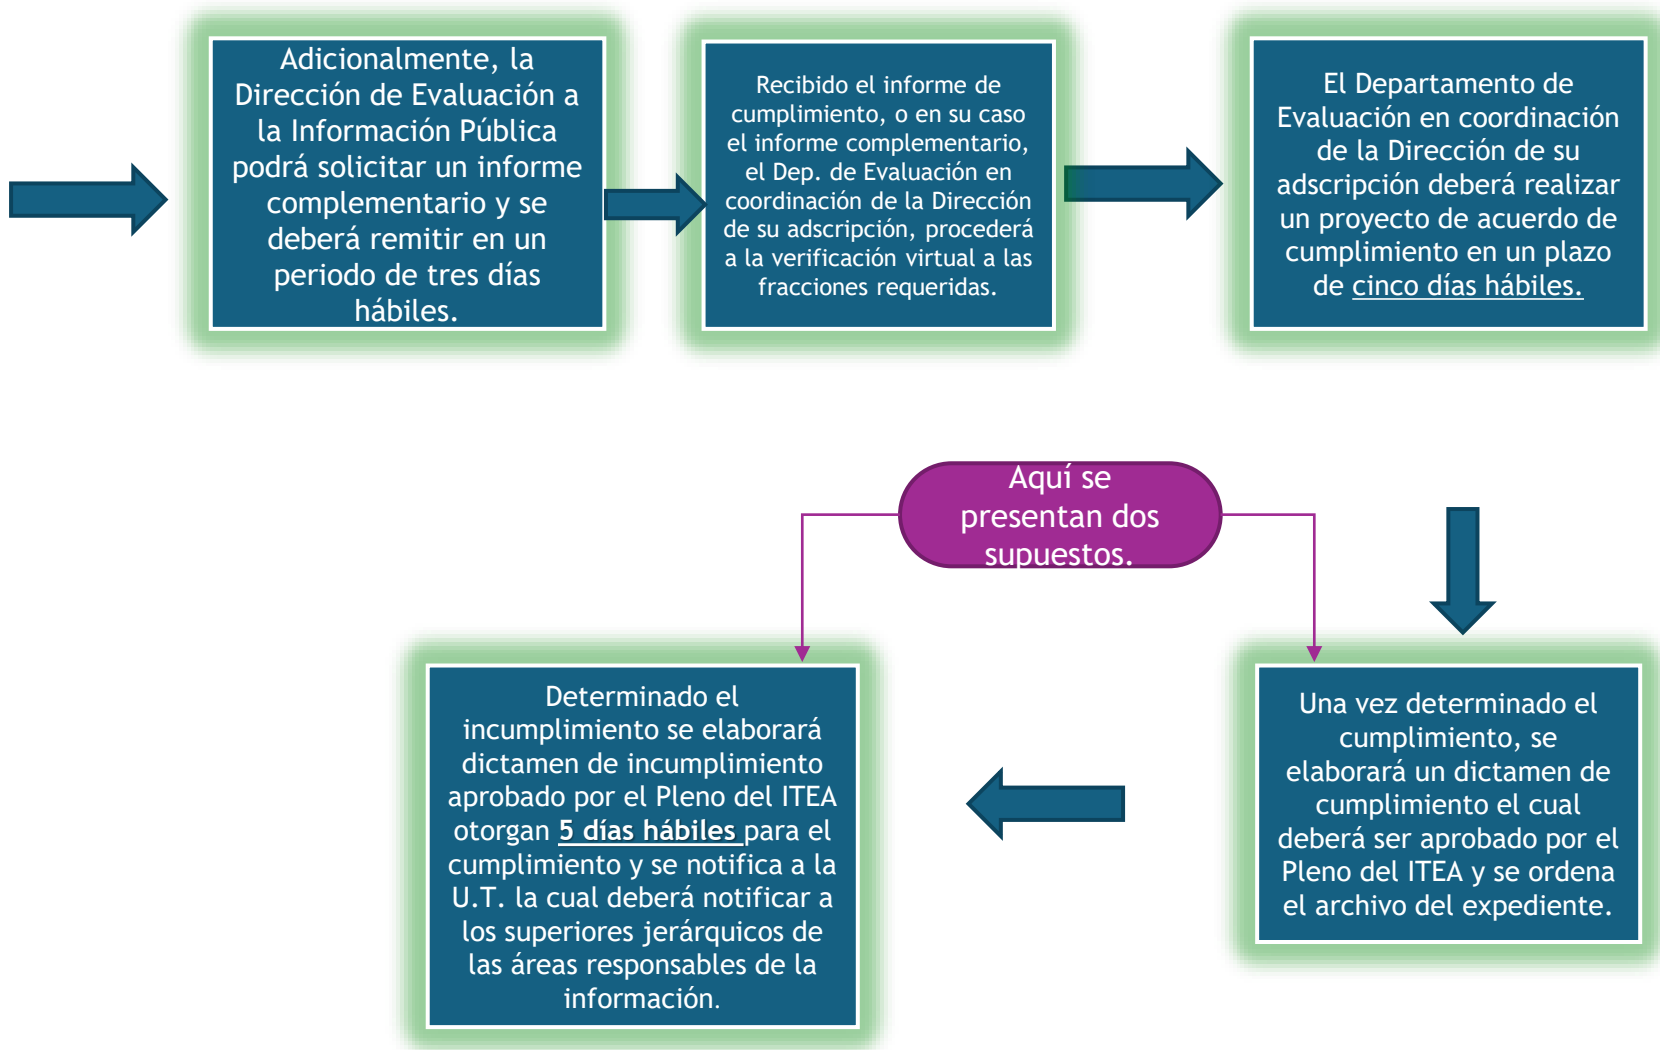 Adicionalmente, la
Dirección de Evaluación a
la Información Pública
podrá solicitar un informe
complementario y se
deberá remitir en un
periodo de tres días
hábiles.
Recibido el informe de
cumplimiento, o en su caso
el informe complementario,
el Dep. de Evaluación en
coordinación de la Dirección
de su adscripción, procederá
a la verificación virtual a las
fracciones requeridas.
El Departamento de
Evaluación en coordinación
de la Dirección de su
adscripción deberá realizar
un proyecto de acuerdo de
cumplimiento en un plazo
de cinco días hábiles.
Aquí se
presentan dos
supuestos.
Determinado el
incumplimiento se elaborará
dictamen de incumplimiento
aprobado por el Pleno del ITEA
otorgan 5 días hábiles para el
cumplimiento y se notifica a la
U.T. la cual deberá notificar a
los superiores jerárquicos de
las áreas responsables de la
información.
Una vez determinado el
cumplimiento, se
elaborará un dictamen de
cumplimiento el cual
deberá ser aprobado por el
Pleno del ITEA y se ordena
el archivo del expediente.